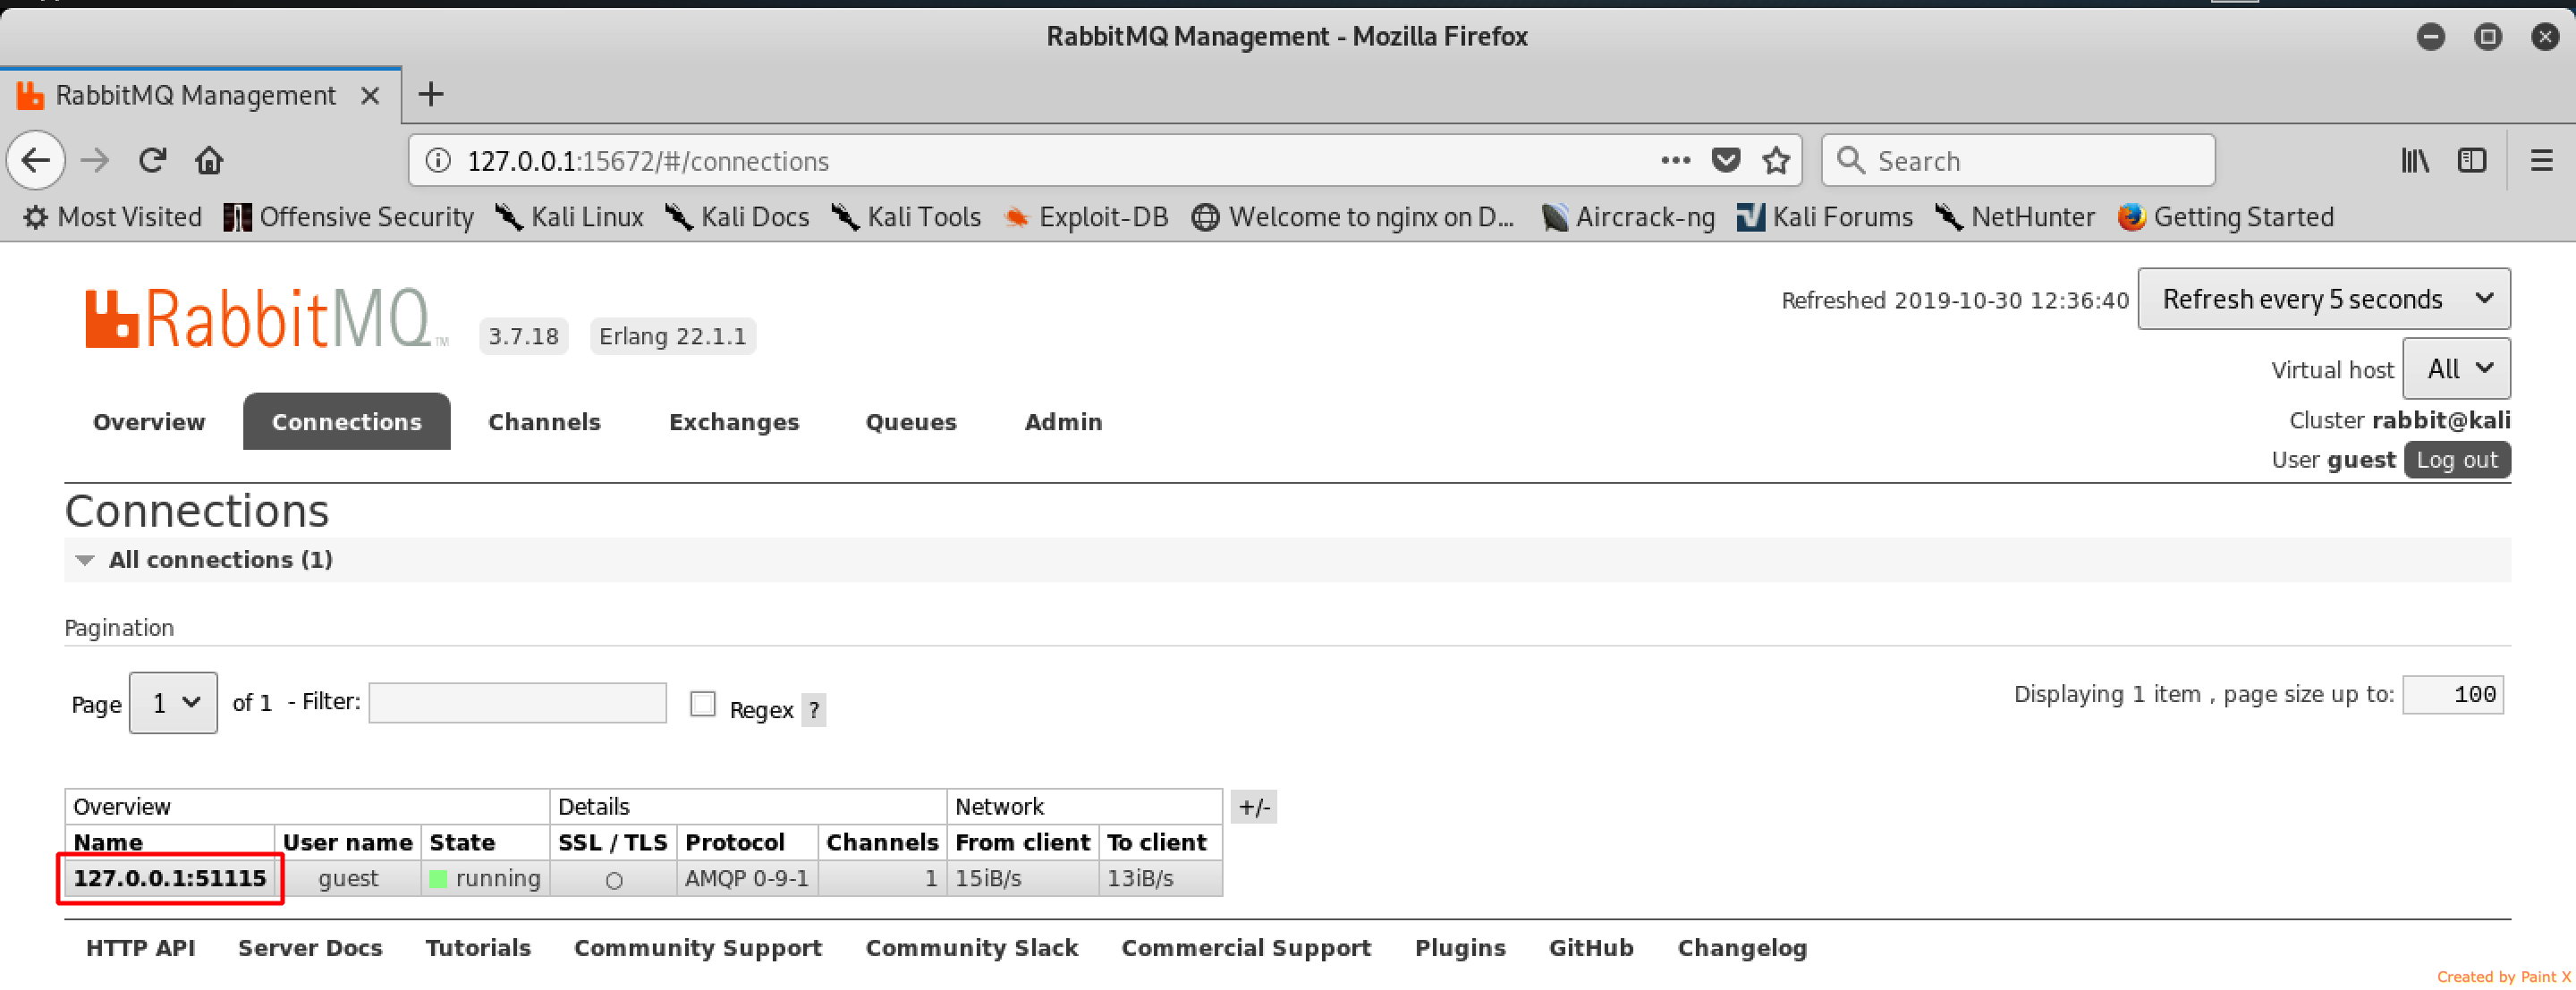 RabbitMQ Management - Mozilla Firefox
RabbitMQ Management
127.0.0.1:15672/#/connections
Search
Most Visited Offensive Security Kali Linux Kali Docs Kali Tools Exploit-DB Welcome to nginx on D... Aircrack-ng Kali Forums NetHunter Getting Started
RabbitMQ TM 3.7.18 Erlang 22.1.1
Refreshed 2019-10-30 12:36:40 Refresh every 5 seconds
Virtual host All
Cluster rabbit@kali
User guest Log out
Overview Connections Channels Exchanges Queues Admin
Connections
All connections (1)
Pagination
Page 1 of 1 - Filter: Regex ?
Displaying 1 item , page size up to: 100
Overview Details Network +/-
Name User name State SSL / TLS Protocol Channels From client To client
127.0.0.1:51115 guest running AMQP 0-9-1 1 15iB/s 13iB/s
HTTP API Server Docs Tutorials Community Support Community Slack Commercial Support Plugins GitHub Changelog
Created by Paint X